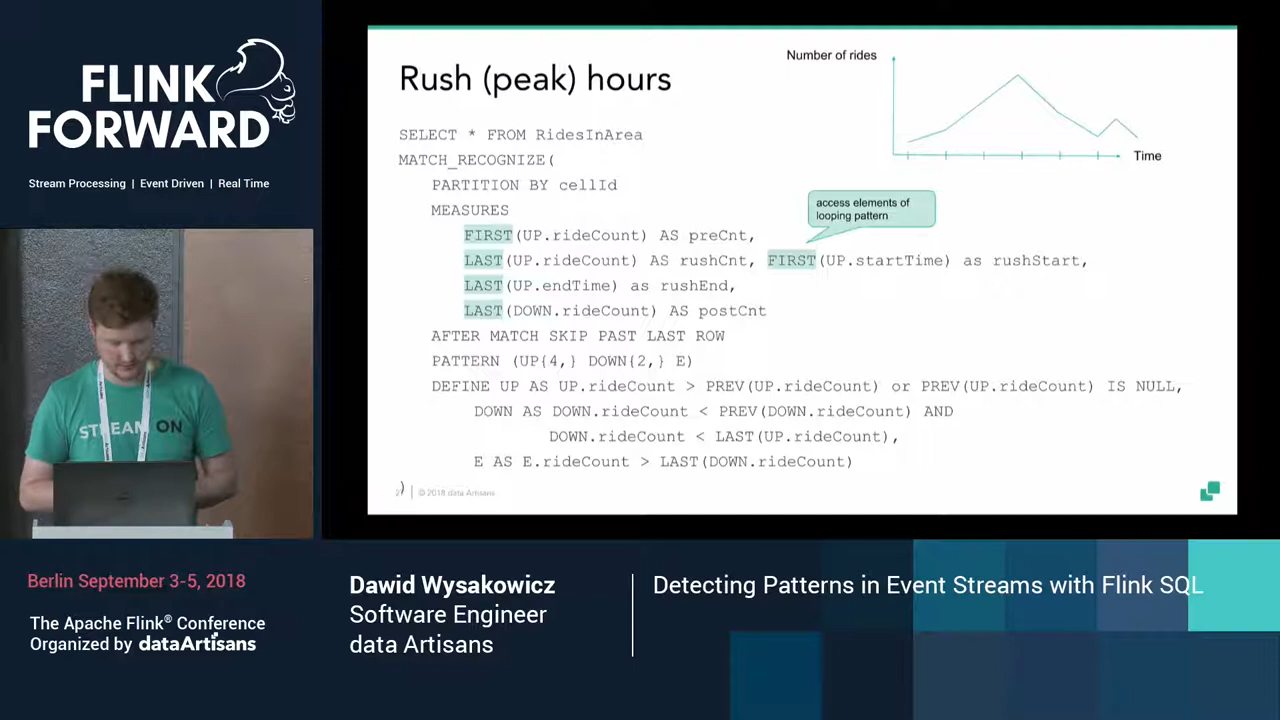 FLINK
FORWARD
Stream Processing | Event Driven | Real Time
STREAM ON
Rush (peak) hours
Number of rides
Time
SELECT * FROM RidesInArea
MATCH_RECOGNIZE(
PARTITION BY cellId
MEASURES
access elements of
looping pattern
FIRST(UP.rideCount) AS preCnt,
LAST(UP.rideCount) AS rushCnt, FIRST(UP.startTime) as rushStart,
LAST(UP.endTime) as rushEnd,
LAST(DOWN.rideCount) AS postCnt
AFTER MATCH SKIP PAST LAST ROW
PATTERN (UP{4,} DOWN{2,} E)
DEFINE UP AS UP.rideCount > PREV(UP.rideCount) or PREV(UP.rideCount) IS NULL,
DOWN AS DOWN.rideCount < PREV(DOWN.rideCount) AND
DOWN.rideCount < LAST(UP.rideCount),
E AS E.rideCount > LAST(DOWN.rideCount)
)
© 2018 data Artisans
Berlin September 3-5, 2018
The Apache Flink® Conference
Organized by dataArtisans
Dawid Wysakowicz
Software Engineer
data Artisans
Detecting Patterns in Event Streams with Flink SQL